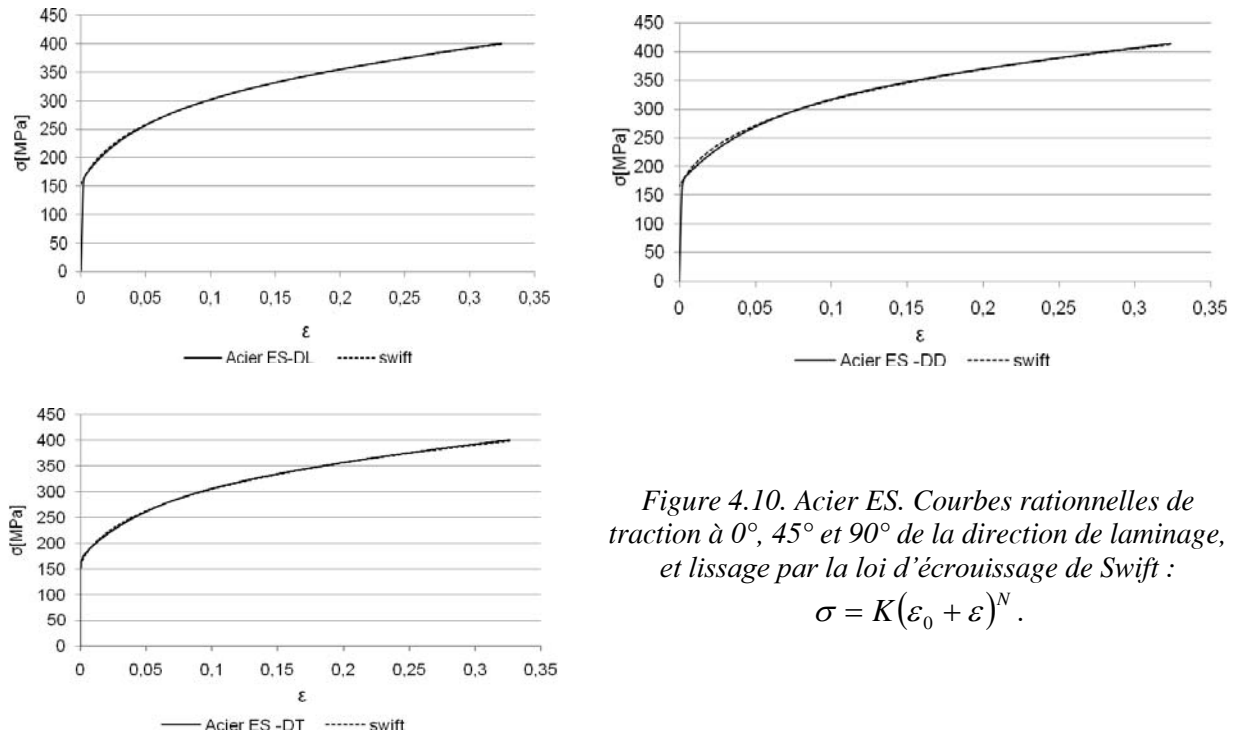 450
400
350
300
250
200
150
100
50
0
σ[MPa]
0 0,05 0,1 0,15 0,2 0,25 0,3 0,35
ε
Acier ES-DL swift
450
400
350
300
250
200
150
100
50
0
σ[MPa]
0 0,05 0,1 0,15 0,2 0,25 0,3 0,35
ε
Acier ES -DD swift
450
400
350
300
250
200
150
100
50
0
σ[MPa]
0 0,05 0,1 0,15 0,2 0,25 0,3 0,35
ε
Acier ES -DT swift
Figure 4.10. Acier ES. Courbes rationnelles de
traction à 0°, 45° et 90° de la direction de laminage,
et lissage par la loi d’écrouissage de Swift :
σ = K(ε₀ + ε)ᴺ .